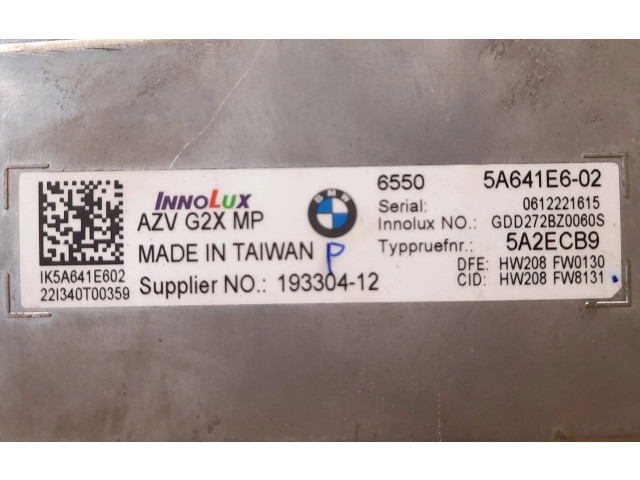 INNOLUX
AZV G2X MP
MADE IN TAIWAN P
Supplier NO.: 193304-12
IK5A641E602
22I340T00359
BMW
6550 5A641E6-02
Serial: 0612221615
Innolux NO.: GDD272BZ0060S
Typpruefnr.: 5A2ECB9
DFE: HW208 FW0130
CID: HW208 FW8131